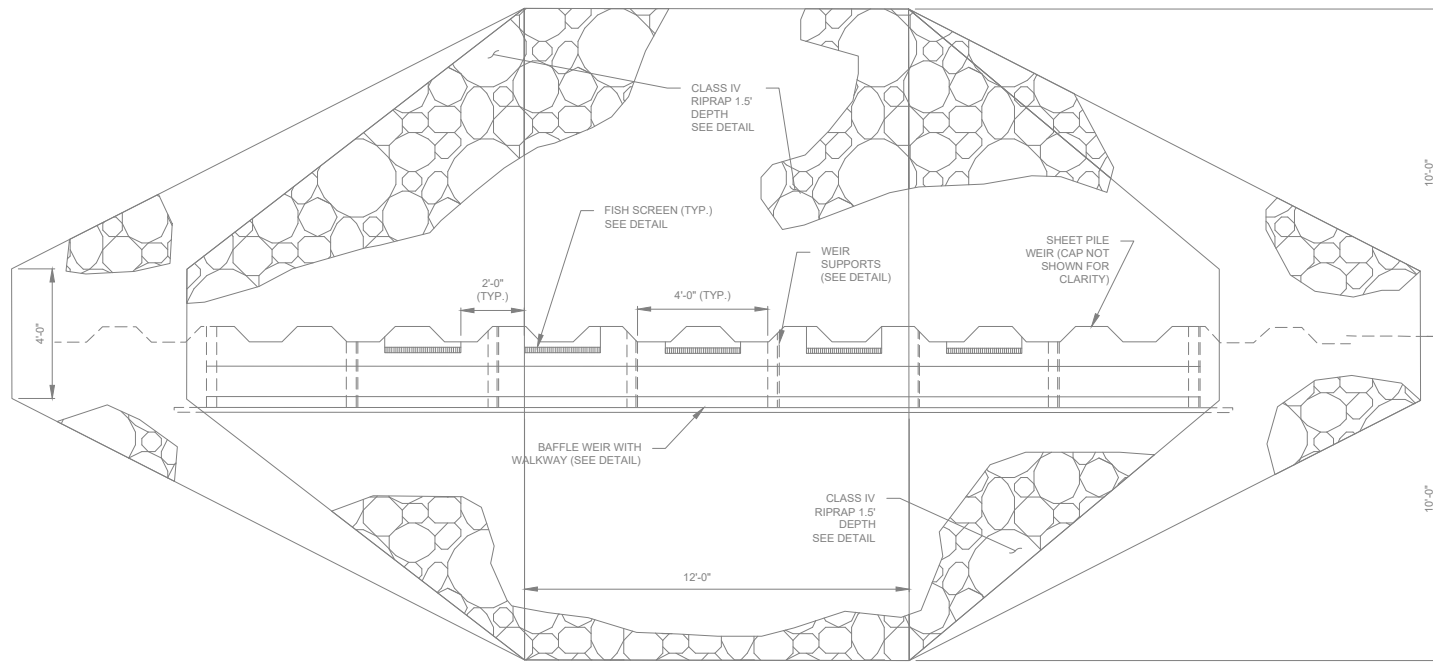 CLASS IV
RIPRAP 1.5'
DEPTH
SEE DETAIL
10'-0"
FISH SCREEN (TYP.)
SEE DETAIL
WEIR
SUPPORTS
(SEE DETAIL)
SHEET PILE
WEIR (CAP NOT
SHOWN FOR
CLARITY)
2'-0"
(TYP.)
4'-0" (TYP.)
4'-0"
BAFFLE WEIR WITH
WALKWAY (SEE DETAIL)
CLASS IV
RIPRAP 1.5'
DEPTH
SEE DETAIL
10'-0"
12'-0"